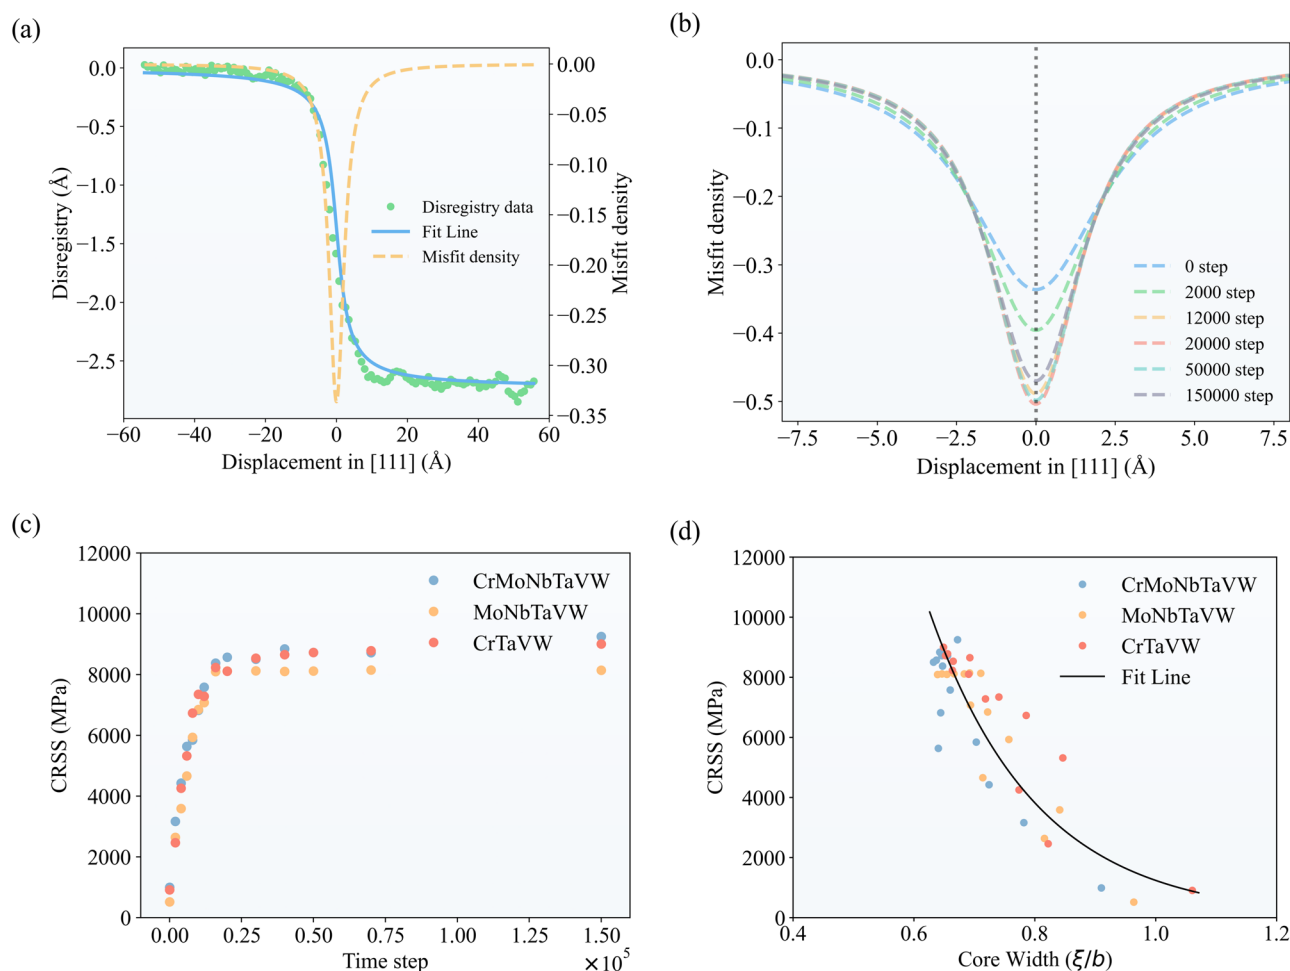 (a)
0.0
−0.5
−1.0
−1.5
−2.0
−2.5
Disregistry (Å)
0.00
−0.05
−0.10
−0.15
−0.20
−0.25
−0.30
−0.35
Misfit density
Disregistry data
Fit Line
Misfit density
−60 −40 −20 0 20 40 60
Displacement in [111] (Å)
(b)
0.0
−0.1
−0.2
−0.3
−0.4
−0.5
Misfit density
0 step
2000 step
12000 step
20000 step
50000 step
150000 step
−7.5 −5.0 −2.5 0.0 2.5 5.0 7.5
Displacement in [111] (Å)
(c)
12000
10000
8000
6000
4000
2000
0
CRSS (MPa)
CrMoNbTaVW
MoNbTaVW
CrTaVW
0.00 0.25 0.50 0.75 1.00 1.25 1.50
Time step
×10⁵
(d)
12000
10000
8000
6000
4000
2000
0
CRSS (MPa)
CrMoNbTaVW
MoNbTaVW
CrTaVW
Fit Line
0.4 0.6 0.8 1.0 1.2
Core Width (ξ/b)